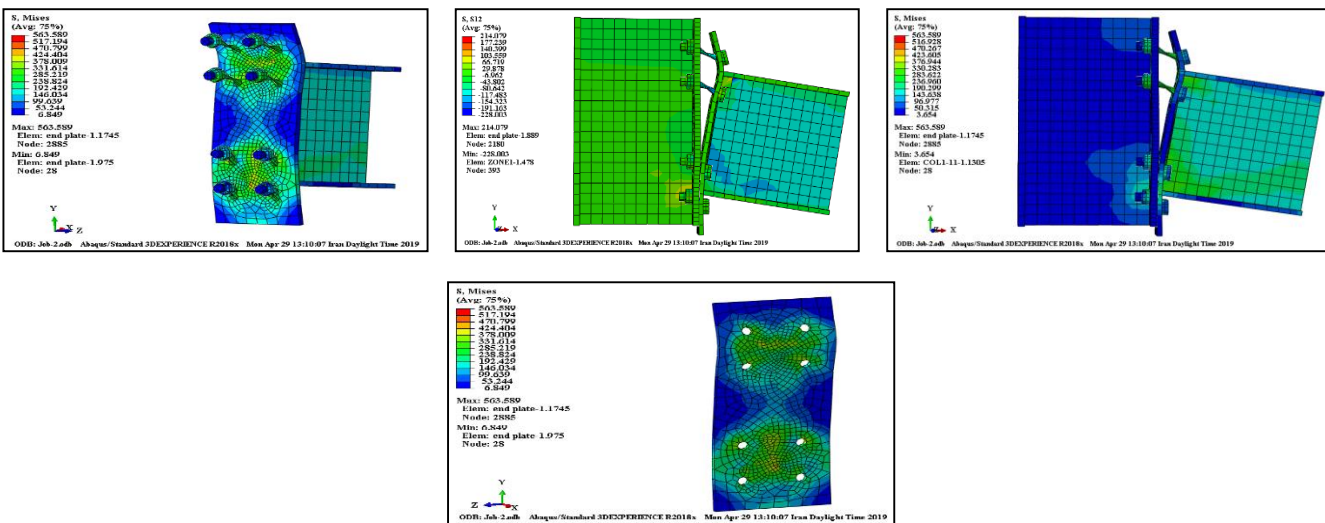 S, Mises
(Avg: 75%)
563.589
517.194
470.799
424.404
378.009
331.614
285.219
238.824
192.429
146.034
99.639
53.244
6.849
Max: 563.589
Elem: end plate-1.1745
Node: 2885
Min: 6.849
Elem: end plate-1.975
Node: 28
Y
X
Z
ODB: Job-2.odb Abaqus/Standard 3DEXPERIENCE R2018x Mon Apr 29 13:10:07 Iran Daylight Time 2019
S, S12
(Avg: 75%)
214.079
177.239
140.399
103.559
66.719
29.878
-6.962
-43.802
-80.642
-117.483
-154.323
-191.163
-228.003
Max: 214.079
Elem: end plate-1.889
Node: 2180
Min: -228.003
Elem: ZONE1-1.478
Node: 393
Y
Z X
ODB: Job-2.odb Abaqus/Standard 3DEXPERIENCE R2018x Mon Apr 29 13:10:07 Iran Daylight Time 2019
S, Mises
(Avg: 75%)
563.589
516.928
470.267
423.605
376.944
330.283
283.622
236.960
190.299
143.638
96.977
50.315
3.654
Max: 563.589
Elem: end plate-1.1745
Node: 2885
Min: 3.654
Elem: COL1-11-1.1305
Node: 28
Y
Z X
ODB: Job-2.odb Abaqus/Standard 3DEXPERIENCE R2018x Mon Apr 29 13:10:07 Iran Daylight Time 2019
S, Mises
(Avg: 75%)
563.589
517.194
470.799
424.404
378.009
331.614
285.219
238.824
192.429
146.034
99.639
53.244
6.849
Max: 563.589
Elem: end plate-1.1745
Node: 2885
Min: 6.849
Elem: end plate-1.975
Node: 28
Y
Z X
ODB: Job-2.odb Abaqus/Standard 3DEXPERIENCE R2018x Mon Apr 29 13:10:07 Iran Daylight Time 2019